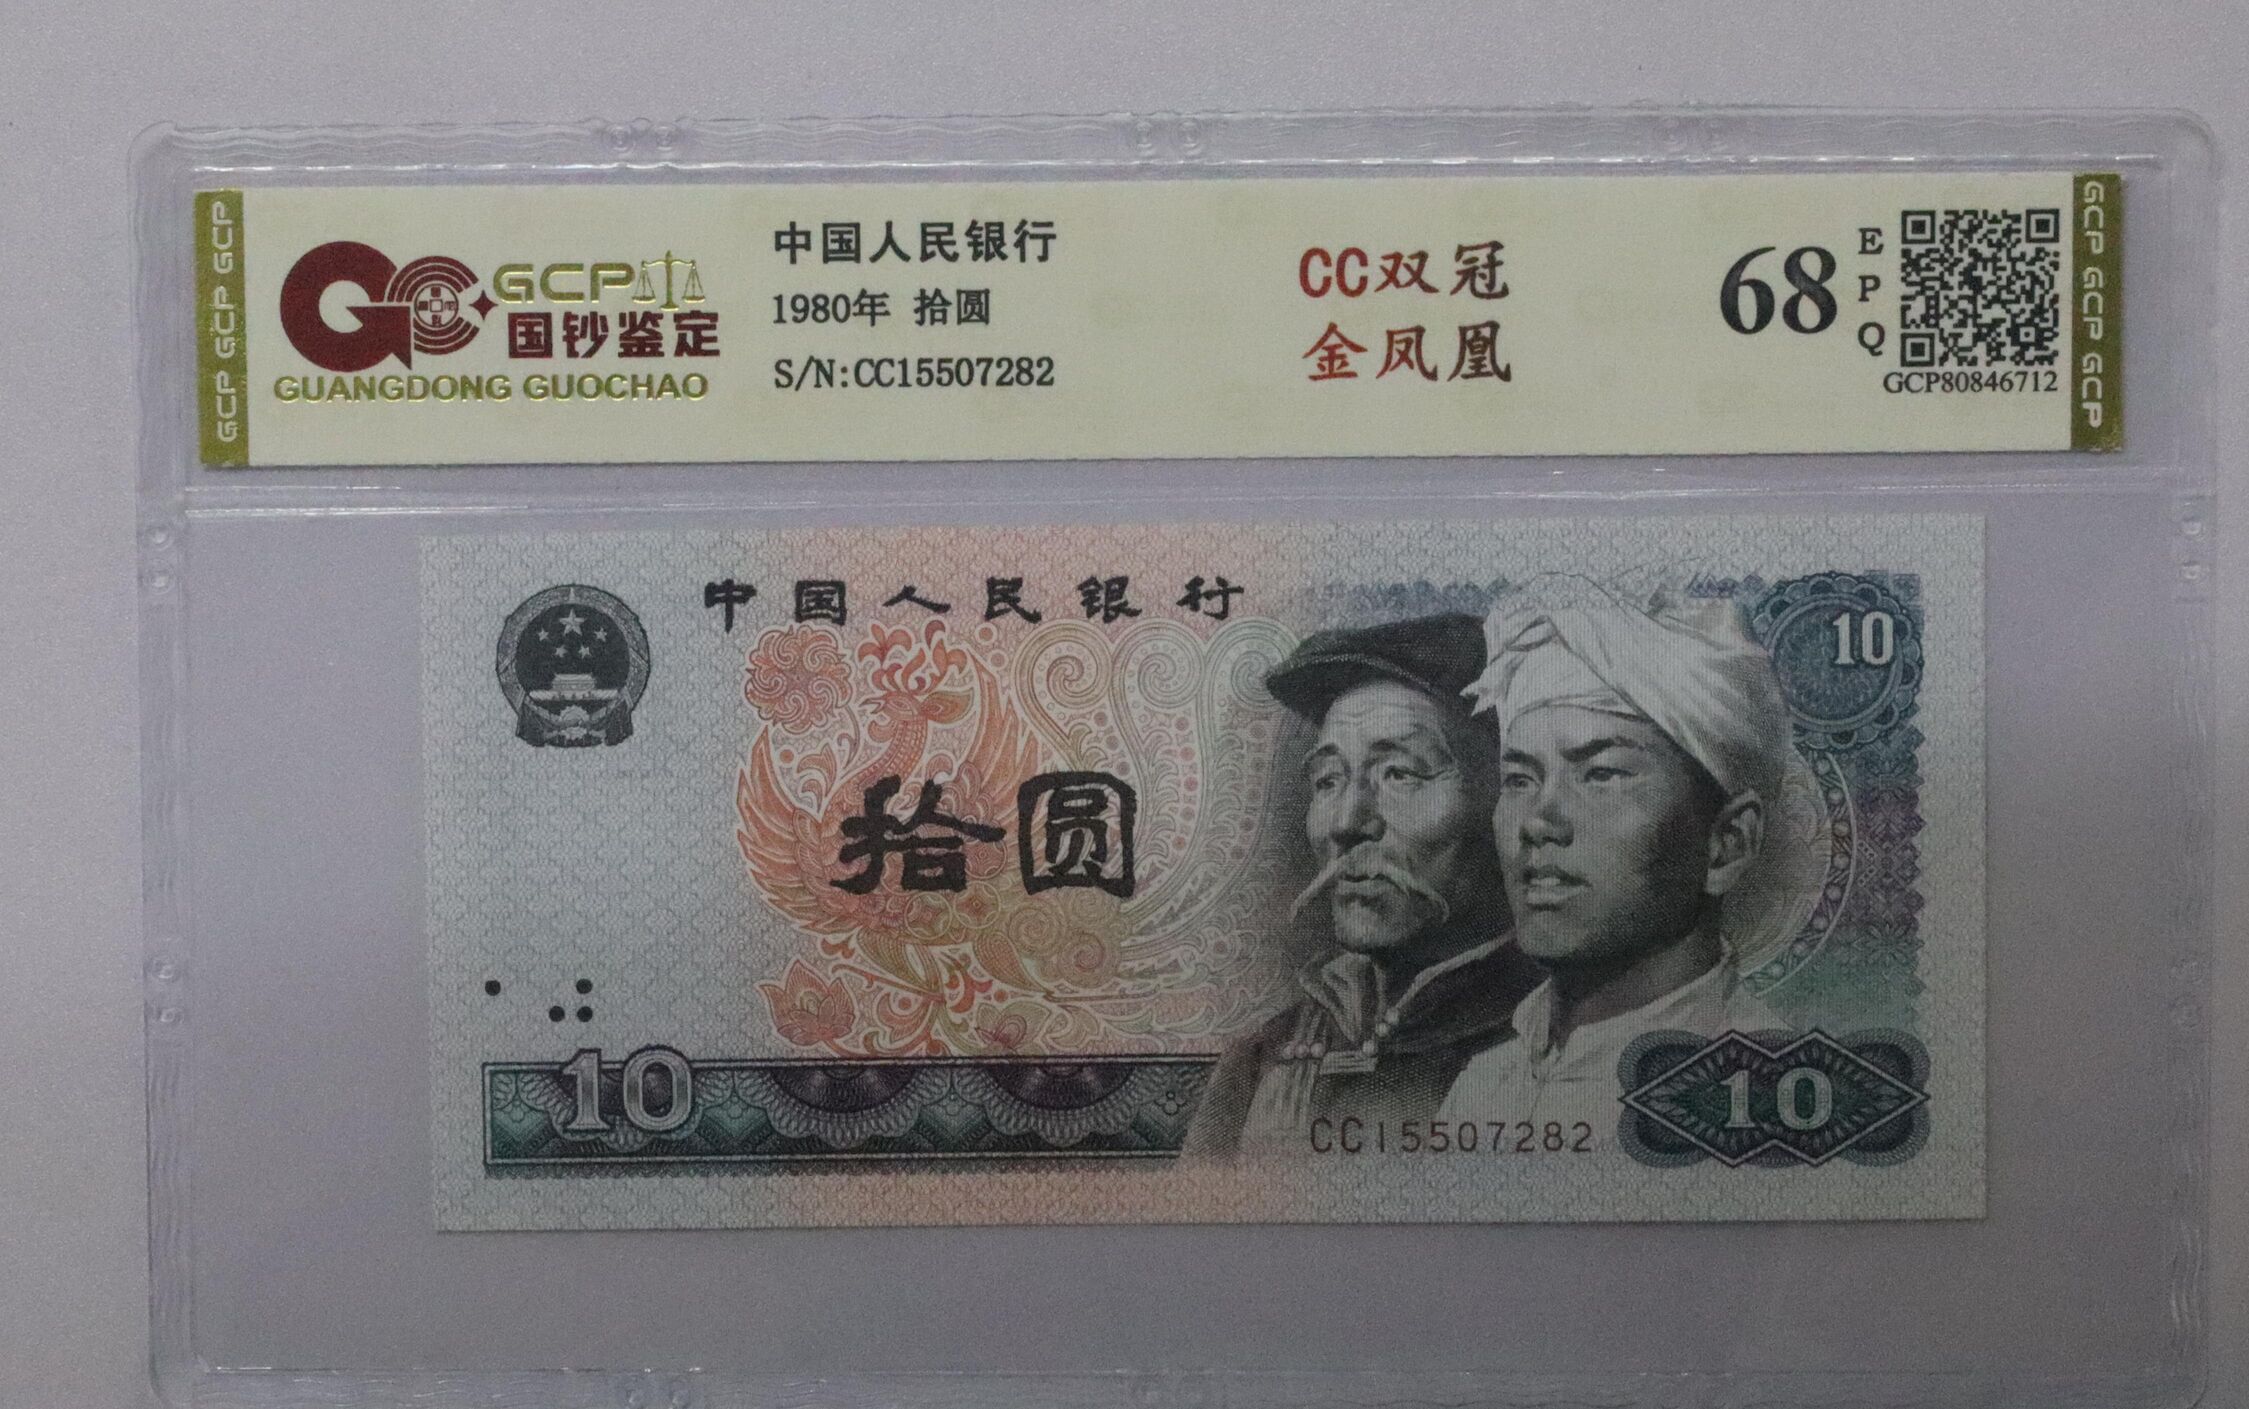 GCP GCP GCP GCP
GCP
国钞鉴定
GUANGDONG GUOCHAO
中国人民银行
1980年 拾圆
S/N:CC15507282
CC双冠
金凤凰
68
EPQ
GCP80846712
GCP GCP GCP GCP
中国人民银行
10
拾圆
10
CC15507282
10